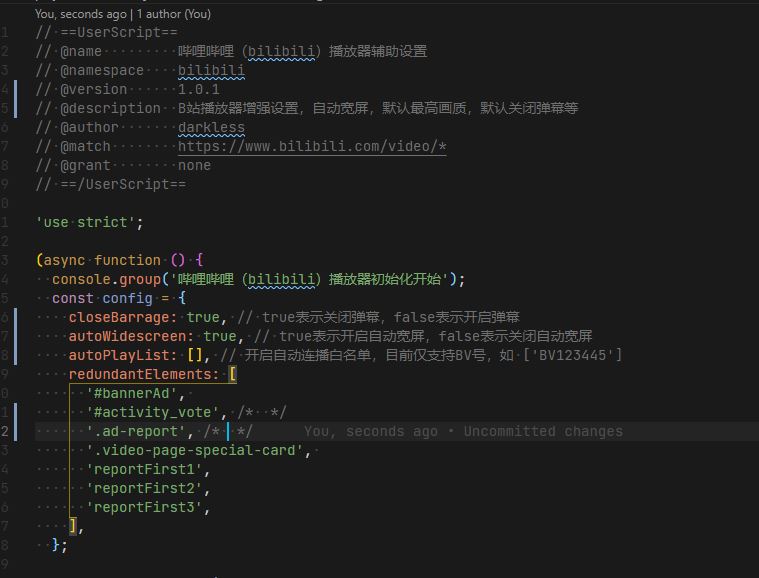 You, seconds ago | 1 author (You)
1 // ==UserScript==
2 // @name 哔哩哔哩（bilibili）播放器辅助设置
3 // @namespace bilibili
4 // @version 1.0.1
5 // @description B站播放器增强设置，自动宽屏，默认最高画质，默认关闭弹幕等
6 // @author darkless
7 // @match https://www.bilibili.com/video/*
8 // @grant none
9 // ==/UserScript==
0
1 'use strict';
2
3 (async function () {
4 console.group('哔哩哔哩（bilibili）播放器初始化开始');
5 const config = {
6 closeBarrage: true, // true表示关闭弹幕，false表示开启弹幕
7 autoWidescreen: true, // true表示开启自动宽屏，false表示关闭自动宽屏
8 autoPlayList: [], // 开启自动连播白名单，目前仅支持BV号，如 ['BV123445']
9 redundantElements: [
0 '#bannerAd',
1 '#activity_vote', /* */
2 '.ad-report', /* */ You, seconds ago • Uncommitted changes
3 '.video-page-special-card',
4 'reportFirst1',
5 'reportFirst2',
6 'reportFirst3',
7 ],
8 };
9